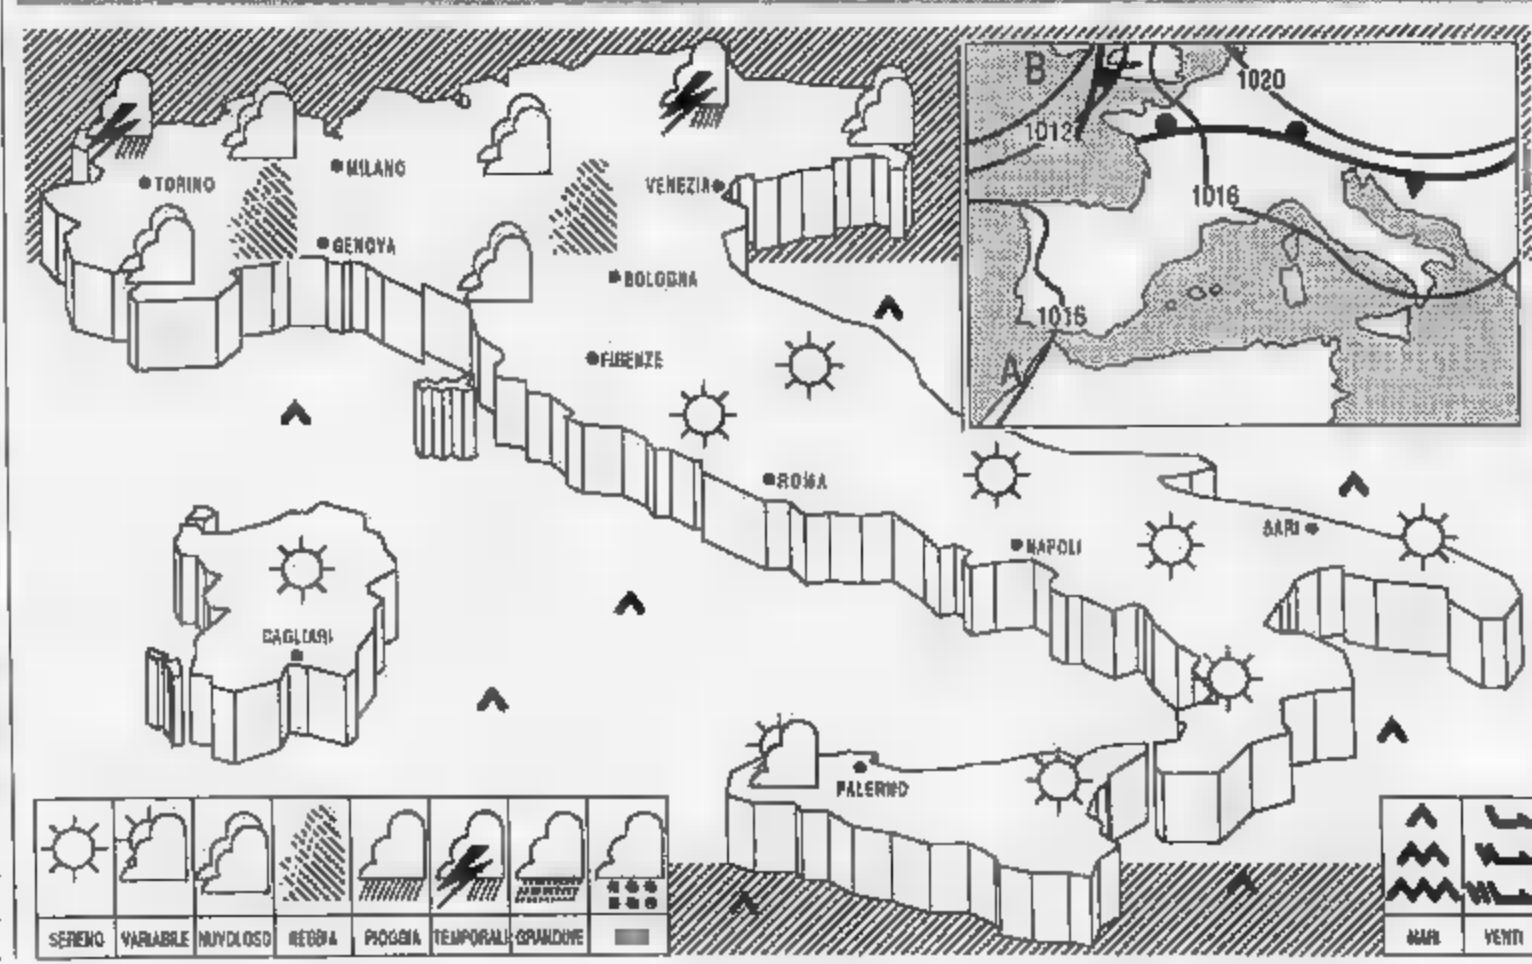 B
1020
1012
1016
1016
A
TORINO
MILANO
VENEZIA
GENOVA
BOLOGNA
FIRENZE
ROMA
NAPOLI
BARI
CAGLIARI
PALERMO
SERENO VARIABILE NUVOLOSO NEBBIA PIOGGIA TEMPORALI GRANDINE
MARI VENTI